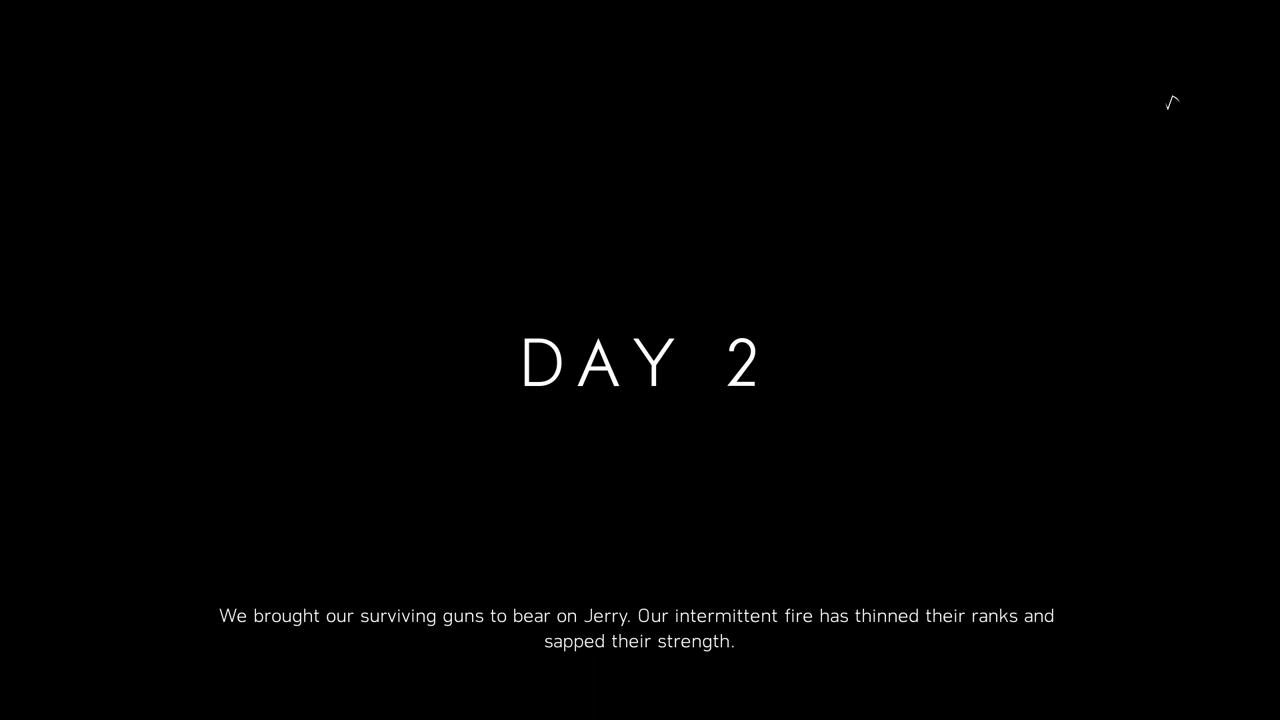 DAY 2
We brought our surviving guns to bear on Jerry. Our intermittent fire has thinned their ranks and
sapped their strength.